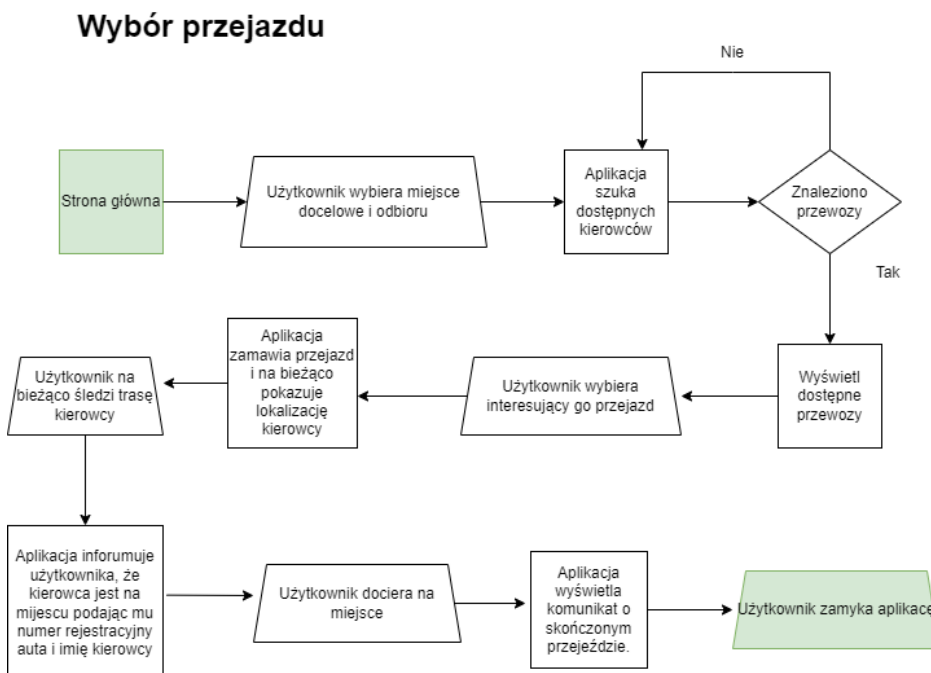 Wybór przejazdu
Nie
Strona główna
Użytkownik wybiera miejsce
docelowe i odbioru
Aplikacja
szuka
dostępnych
kierowców
Znaleziono
przewozy
Tak
Wyświetl
dostępne
przewozy
Użytkownik wybiera
interesujący go przejazd
Aplikacja
zamawia przejazd
i na bieżąco
pokazuje
lokalizację
kierowcy
Użytkownik na
bieżąco śledzi trasę
kierowcy
Aplikacja inforumuje
użytkownika, że
kierowca jest na
mijescu podając mu
numer rejestracyjny
auta i imię kierowcy
Użytkownik dociera na
miejsce
Aplikacja
wyświetla
komunikat o
skończonym
przejeździe.
Użytkownik zamyka aplikacę